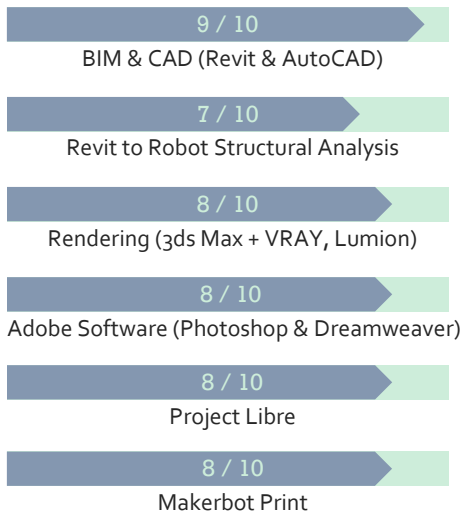 9 / 10
BIM & CAD (Revit & AutoCAD)
7 / 10
Revit to Robot Structural Analysis
8 / 10
Rendering (3ds Max + VRAY, Lumion)
8 / 10
Adobe Software (Photoshop & Dreamweaver)
8 / 10
Project Libre
8 / 10
Makerbot Print